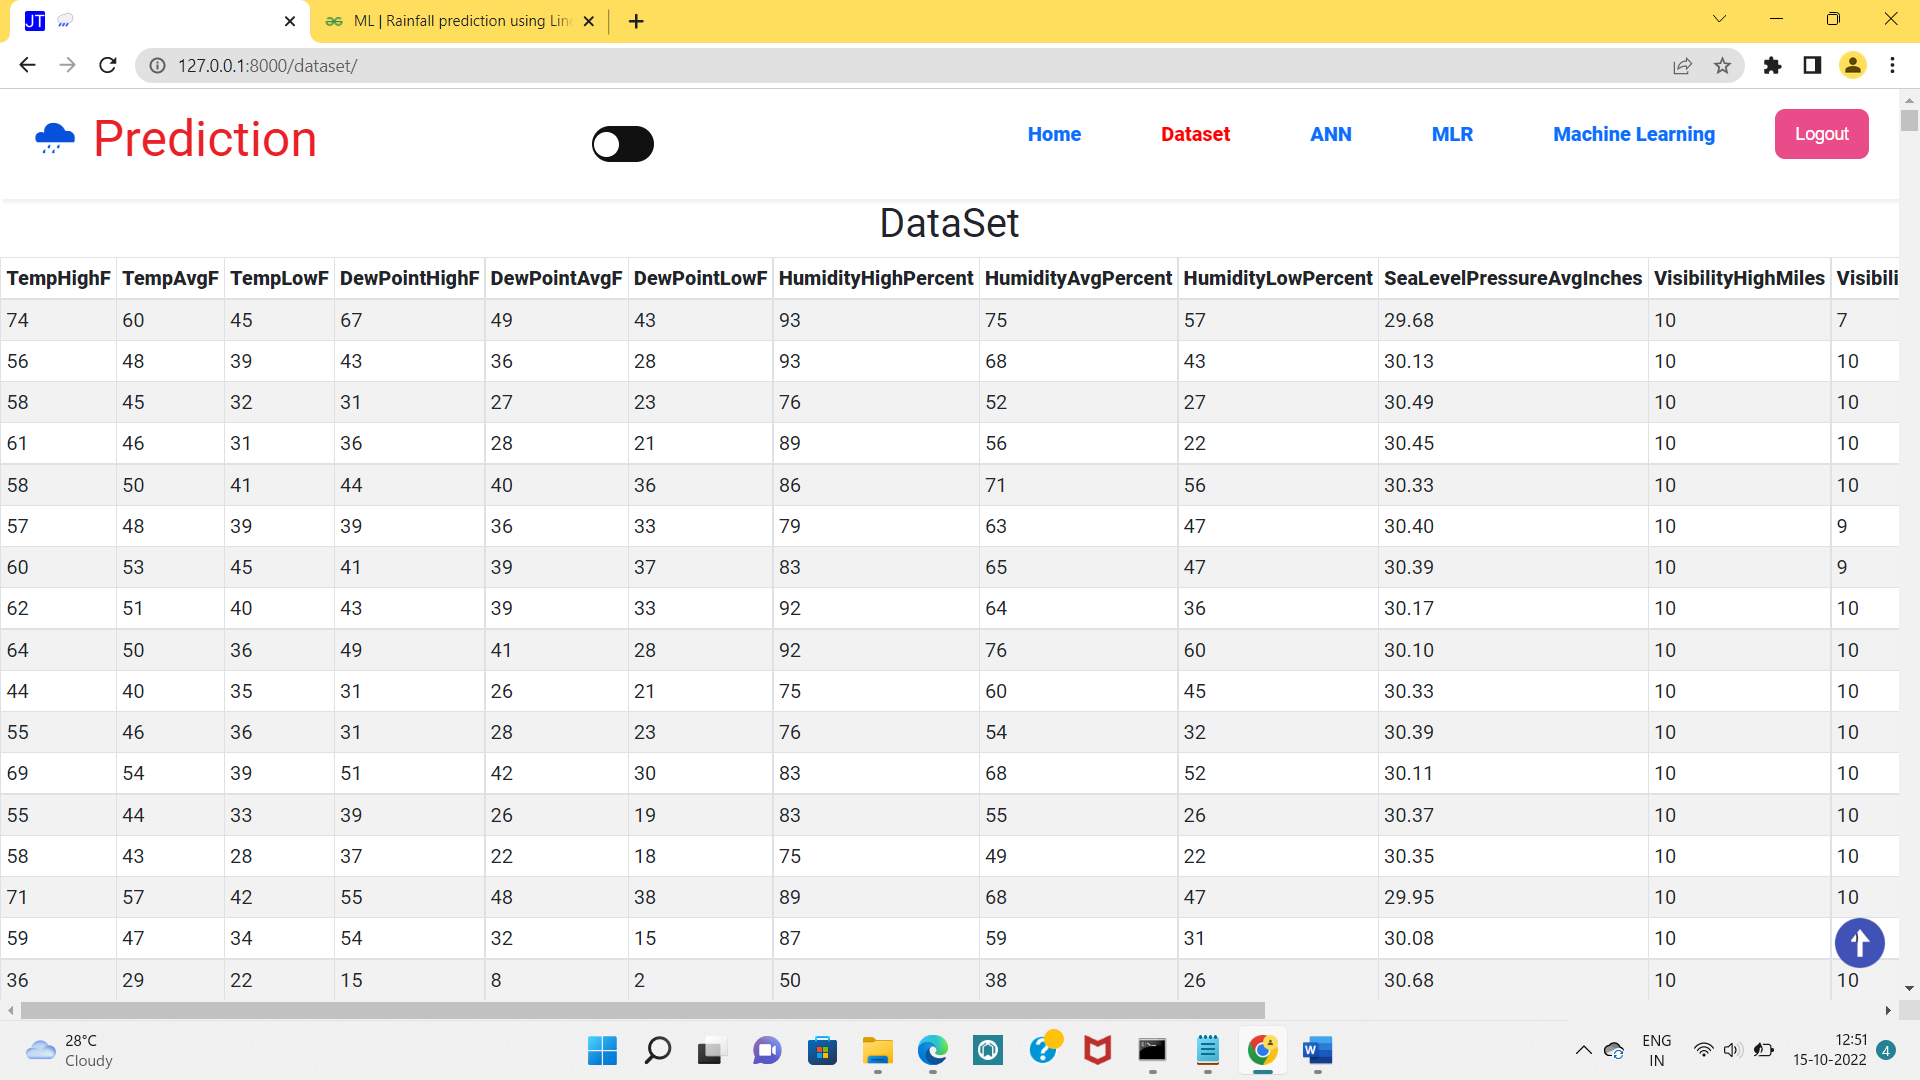 JT
ML | Rainfall prediction using Lin
127.0.0.1:8000/dataset/
Prediction
Home Dataset ANN MLR Machine Learning Logout
DataSet
TempHighF TempAvgF TempLowF DewPointHighF DewPointAvgF DewPointLowF HumidityHighPercent HumidityAvgPercent HumidityLowPercent SeaLevelPressureAvgInches VisibilityHighMiles Visibili
74 60 45 67 49 43 93 75 57 29.68 10 7
56 48 39 43 36 28 93 68 43 30.13 10 10
58 45 32 31 27 23 76 52 27 30.49 10 10
61 46 31 36 28 21 89 56 22 30.45 10 10
58 50 41 44 40 36 86 71 56 30.33 10 10
57 48 39 39 36 33 79 63 47 30.40 10 9
60 53 45 41 39 37 83 65 47 30.39 10 9
62 51 40 43 39 33 92 64 36 30.17 10 10
64 50 36 49 41 28 92 76 60 30.10 10 10
44 40 35 31 26 21 75 60 45 30.33 10 10
55 46 36 31 28 23 76 54 32 30.39 10 10
69 54 39 51 42 30 83 68 52 30.11 10 10
55 44 33 39 26 19 83 55 26 30.37 10 10
58 43 28 37 22 18 75 49 22 30.35 10 10
71 57 42 55 48 38 89 68 47 29.95 10 10
59 47 34 54 32 15 87 59 31 30.08 10
36 29 22 15 8 2 50 38 26 30.68 10 10
28°C
Cloudy
W
ENG
IN
12:51
15-10-2022
4